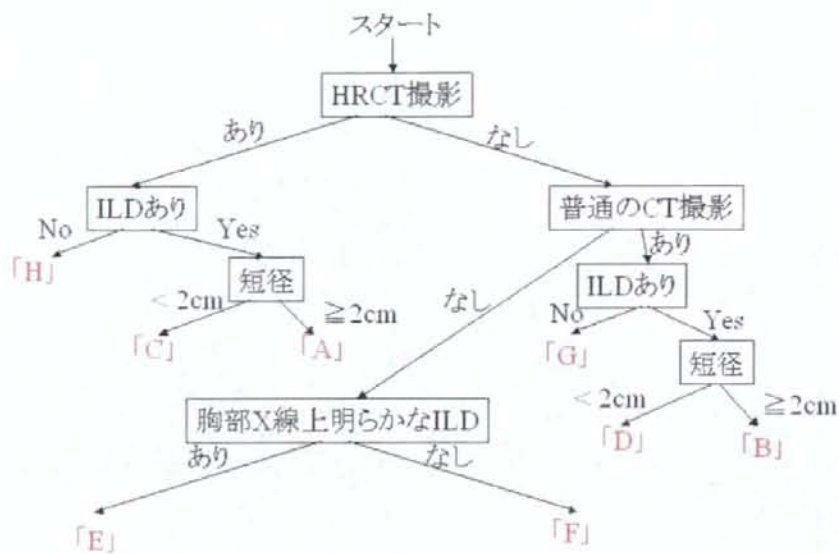 スタート
HRCT撮影
あり
なし
ILDあり
普通のCT撮影
No
Yes
あり
「H」
短径
ILDあり
< 2cm
≧2cm
なし
No
Yes
「C」
「A」
「G」
短径
胸部X線上明らかなILD
< 2cm
≧2cm
「D」
「B」
あり
なし
「E」
「F」